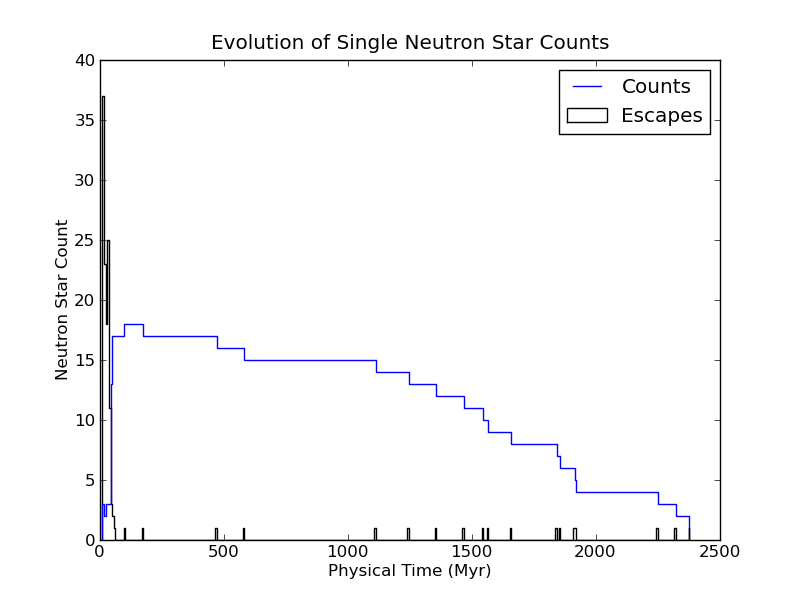 Evolution of Single Neutron Star Counts
Counts
Escapes
Neutron Star Count
40
35
30
25
20
15
10
5
0
0 500 1000 1500 2000 2500
Physical Time (Myr)